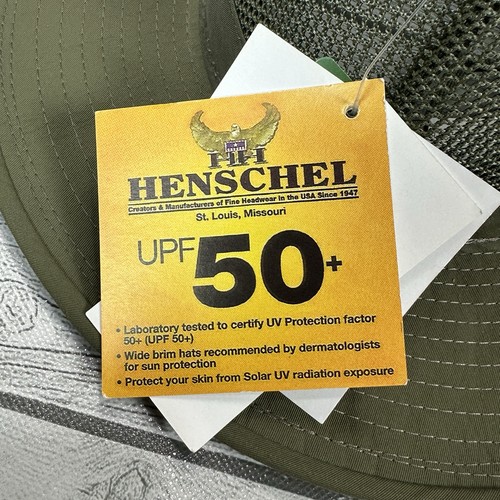 HHI
HENSCHEL
Creators & Manufacturers of Fine Headwear in the USA Since 1947
St. Louis, Missouri
UPF 50+
• Laboratory tested to certify UV Protection factor
50+ (UPF 50+)
• Wide brim hats recommended by dermatologists
for sun protection
• Protect your skin from Solar UV radiation exposure